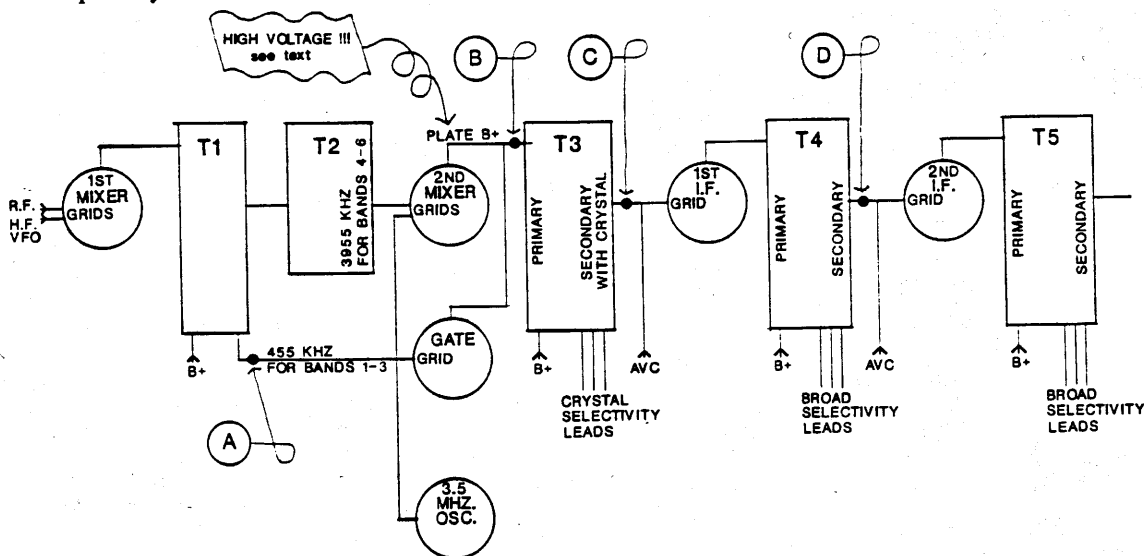 HIGH VOLTAGE !!!
see text
B
C
D
PLATE B+
T1
T2
3955 KHZ
FOR BANDS 4-6
T3
T4
T5
1ST
MIXER
GRIDS
R.F.
H.F.
VFO
2ND
MIXER
GRIDS
PRIMARY
SECONDARY
WITH CRYSTAL
1ST
I.F.
GRID
PRIMARY
SECONDARY
2ND
I.F.
GRID
PRIMARY
SECONDARY
GATE
GRID
455 KHZ
FOR BANDS 1-3
B+
B+
AVC
B+
AVC
B+
CRYSTAL
SELECTIVITY
LEADS
BROAD
SELECTIVITY
LEADS
BROAD
SELECTIVITY
LEADS
A
3.5
MHZ.
OSC.